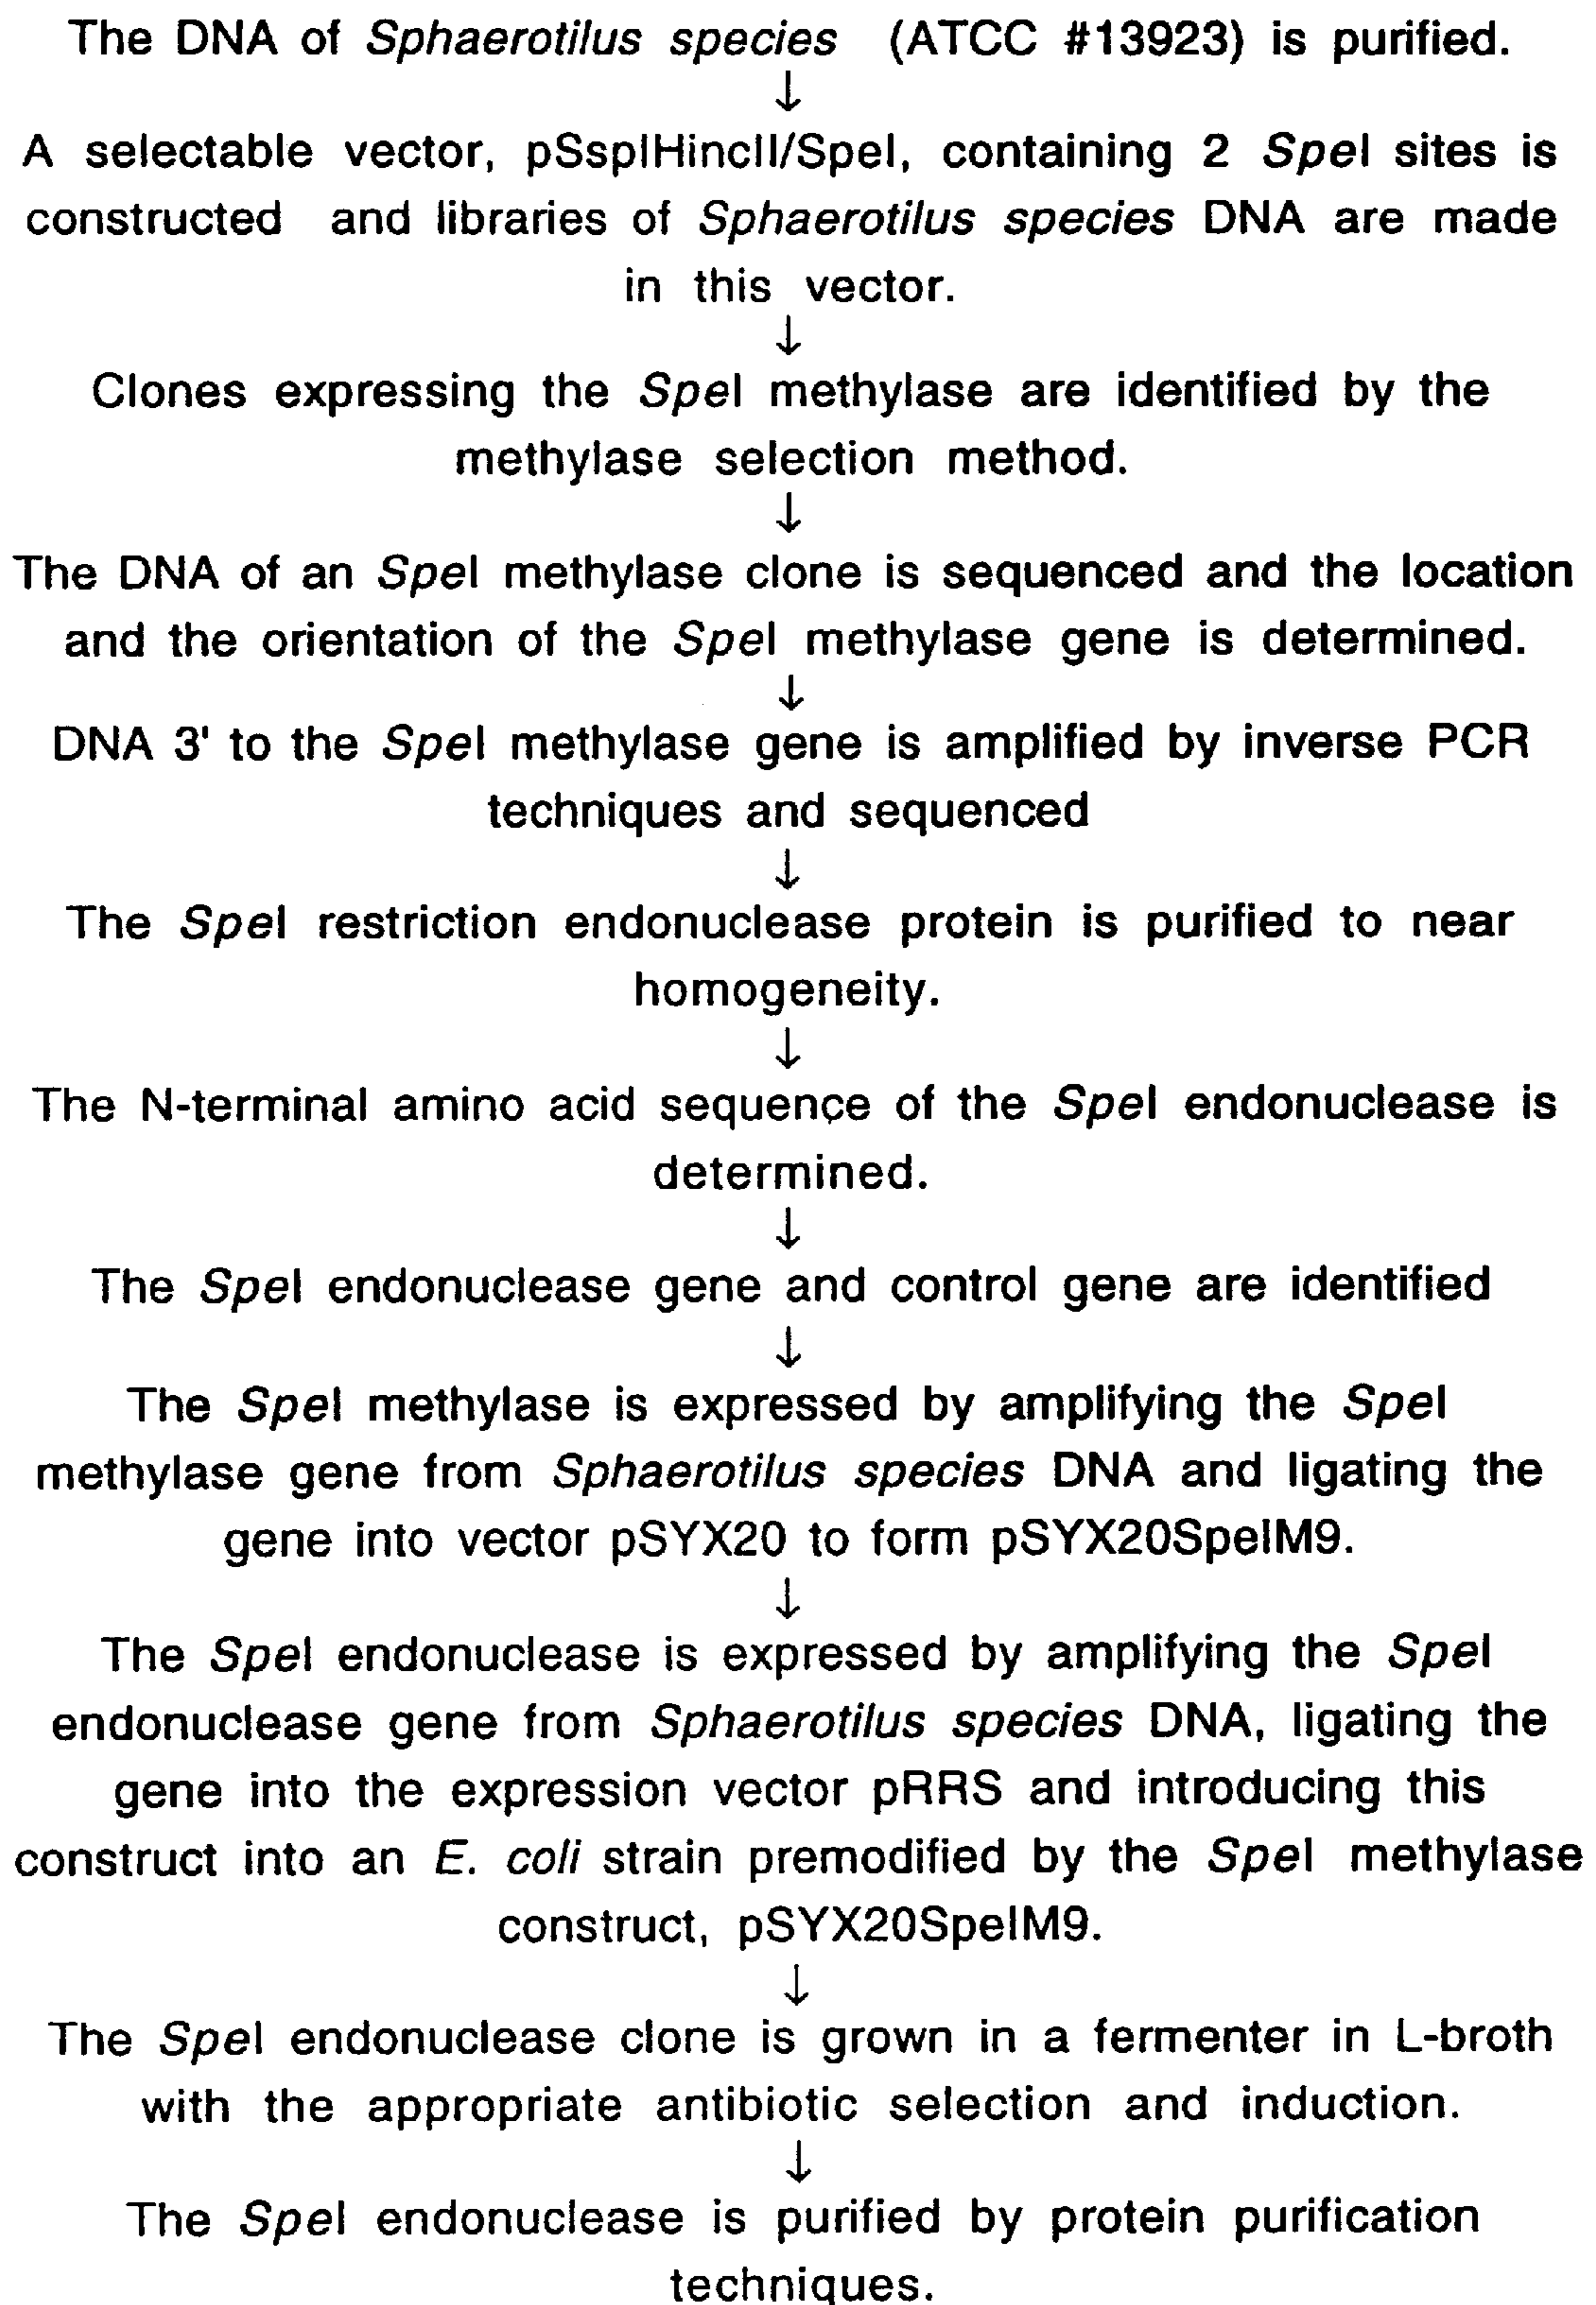 The DNA of Sphaerotilus species (ATCC #13923) is purified.
↓
A selectable vector, pSspIHincII/SpeI, containing 2 SpeI sites is
constructed and libraries of Sphaerotilus species DNA are made
in this vector.
↓
Clones expressing the SpeI methylase are identified by the
methylase selection method.
↓
The DNA of an SpeI methylase clone is sequenced and the location
and the orientation of the SpeI methylase gene is determined.
↓
DNA 3' to the SpeI methylase gene is amplified by inverse PCR
techniques and sequenced
↓
The SpeI restriction endonuclease protein is purified to near
homogeneity.
↓
The N-terminal amino acid sequence of the SpeI endonuclease is
determined.
↓
The SpeI endonuclease gene and control gene are identified
↓
The SpeI methylase is expressed by amplifying the SpeI
methylase gene from Sphaerotilus species DNA and ligating the
gene into vector pSYX20 to form pSYX20SpeIM9.
↓
The SpeI endonuclease is expressed by amplifying the SpeI
endonuclease gene from Sphaerotilus species DNA, ligating the
gene into the expression vector pRRS and introducing this
construct into an E. coli strain premodified by the SpeI methylase
construct, pSYX20SpeIM9.
↓
The SpeI endonuclease clone is grown in a fermenter in L-broth
with the appropriate antibiotic selection and induction.
↓
The SpeI endonuclease is purified by protein purification
techniques.